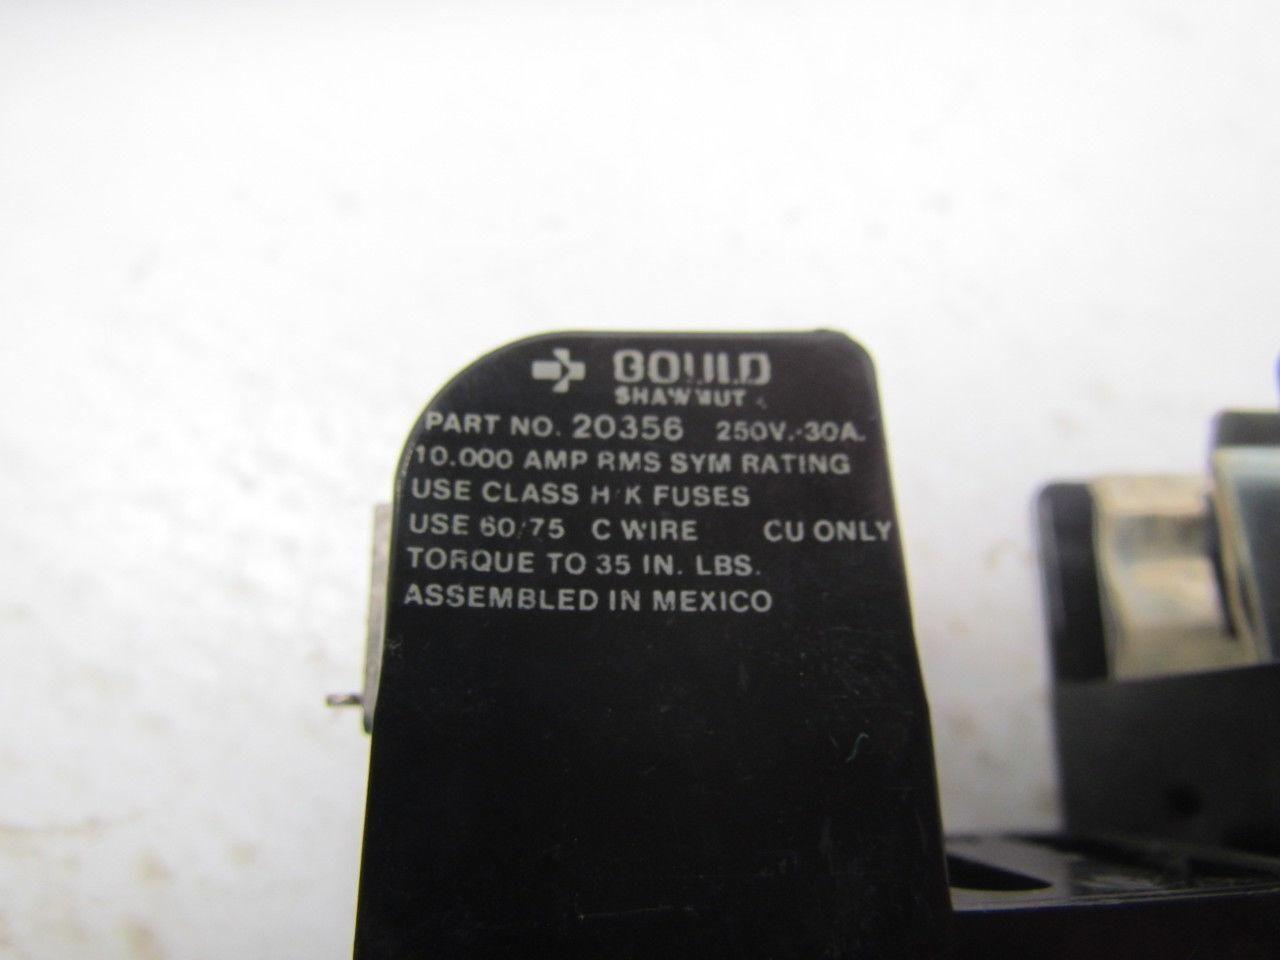 GOULD
SHAWMUT
PART NO. 20356 250V.-30A.
10.000 AMP RMS SYM RATING
USE CLASS H/K FUSES
USE 60/75 C WIRE CU ONLY
TORQUE TO 35 IN. LBS.
ASSEMBLED IN MEXICO